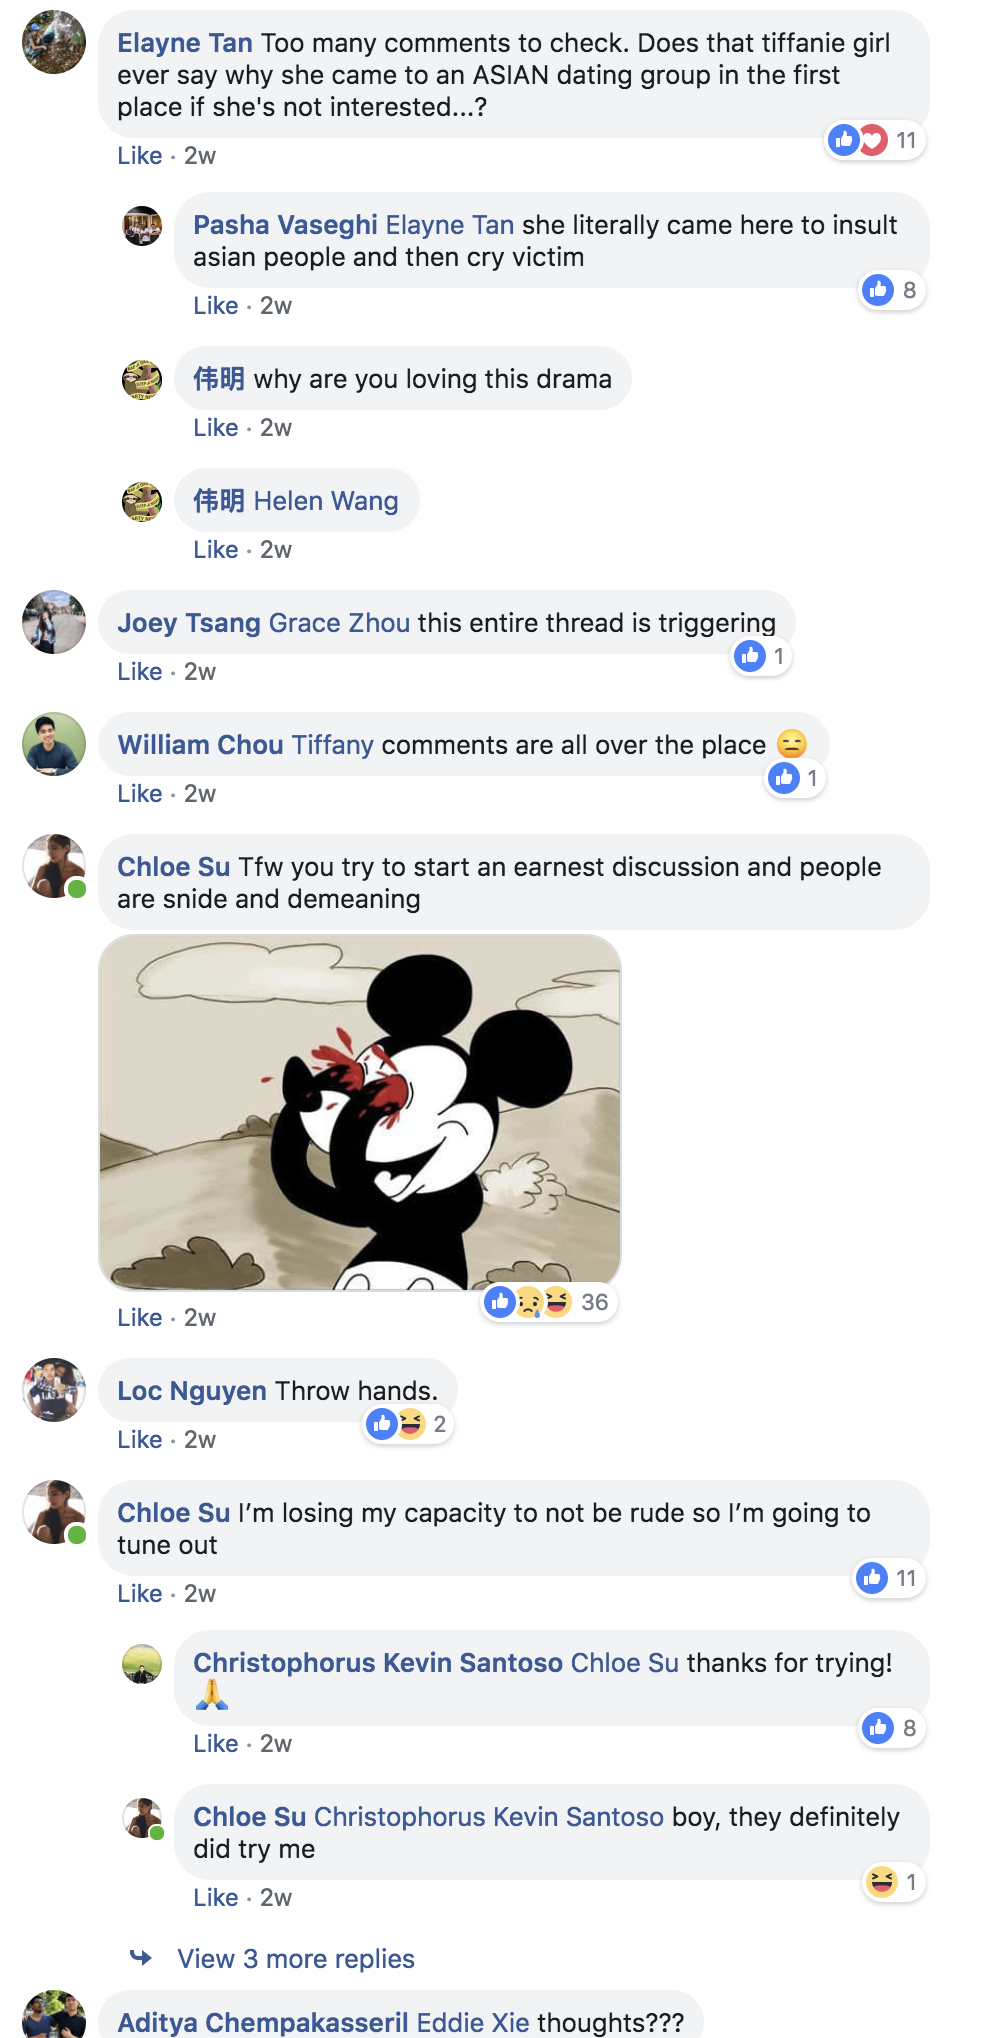 Elayne Tan Too many comments to check. Does that tiffanie girl
ever say why she came to an ASIAN dating group in the first
place if she's not interested...?
11
Like · 2w
Pasha Vaseghi Elayne Tan she literally came here to insult
asian people and then cry victim
8
Like · 2w
伟明 why are you loving this drama
Like · 2w
伟明 Helen Wang
Like · 2w
Joey Tsang Grace Zhou this entire thread is triggering
1
Like · 2w
William Chou Tiffany comments are all over the place 😑
1
Like · 2w
Chloe Su Tfw you try to start an earnest discussion and people
are snide and demeaning
36
Like · 2w
Loc Nguyen Throw hands.
2
Like · 2w
Chloe Su I’m losing my capacity to not be rude so I’m going to
tune out
11
Like · 2w
Christophorus Kevin Santoso Chloe Su thanks for trying!
🙏
8
Like · 2w
Chloe Su Christophorus Kevin Santoso boy, they definitely
did try me
1
Like · 2w
View 3 more replies
Aditya Chempakasseril Eddie Xie thoughts???